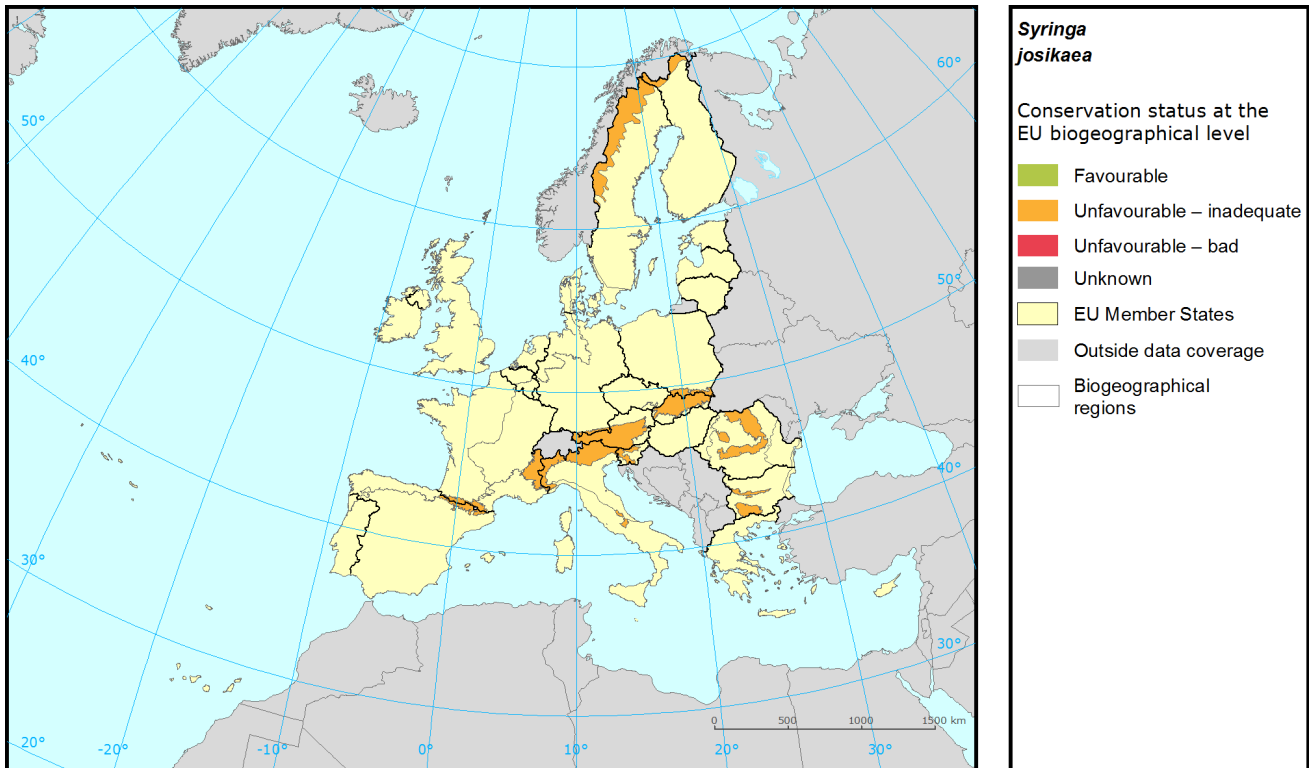 Syringa
josikaea
Conservation status at the
EU biogeographical level
Favourable
Unfavourable – inadequate
Unfavourable – bad
Unknown
EU Member States
Outside data coverage
Biogeographical
regions
60°
50°
50°
40°
40°
30°
30°
20°
-20°
-10°
0°
10°
20°
30°
0 500 1000 1500 km